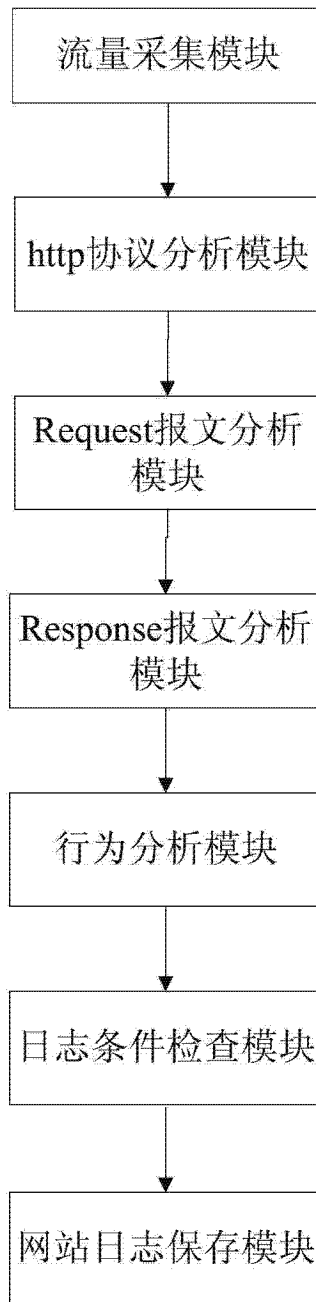 流量采集模块
http协议分析模块
Request报文分析
模块
Response报文分析
模块
行为分析模块
日志条件检查模块
网站日志保存模块